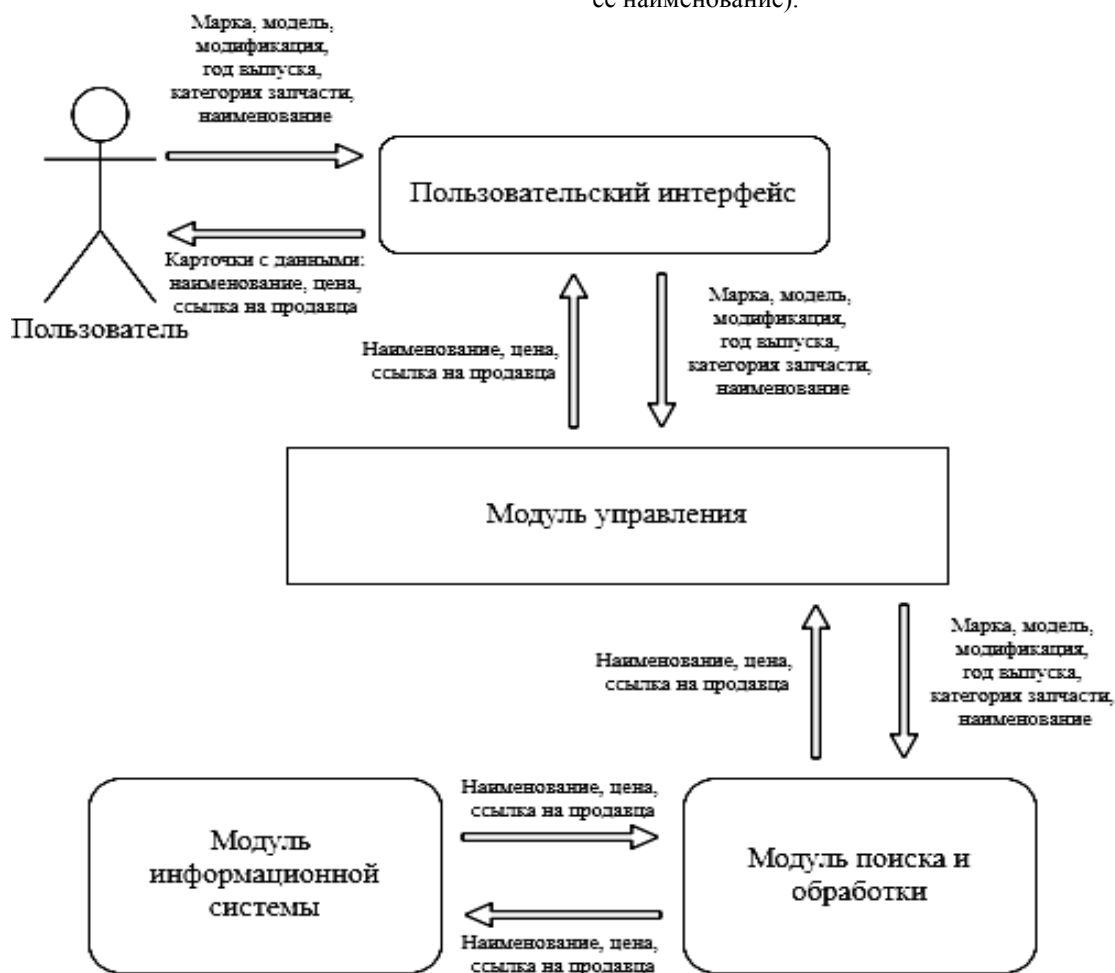 ее наименование).
Марка, модель,
модификация,
год выпуска,
категория запчасти,
наименование
Пользовательский интерфейс
Карточки с данными:
наименование, цена,
ссылка на продавца
Пользователь
Наименование, цена,
ссылка на продавца
Марка, модель,
модификация,
год выпуска,
категория запчасти,
наименование
Модуль управления
Наименование, цена,
ссылка на продавца
Марка, модель,
модификация,
год выпуска,
категория запчасти,
наименование
Модуль
информационной
системы
Наименование, цена,
ссылка на продавца
Модуль поиска и
обработки
Наименование, цена,
ссылка на продавца